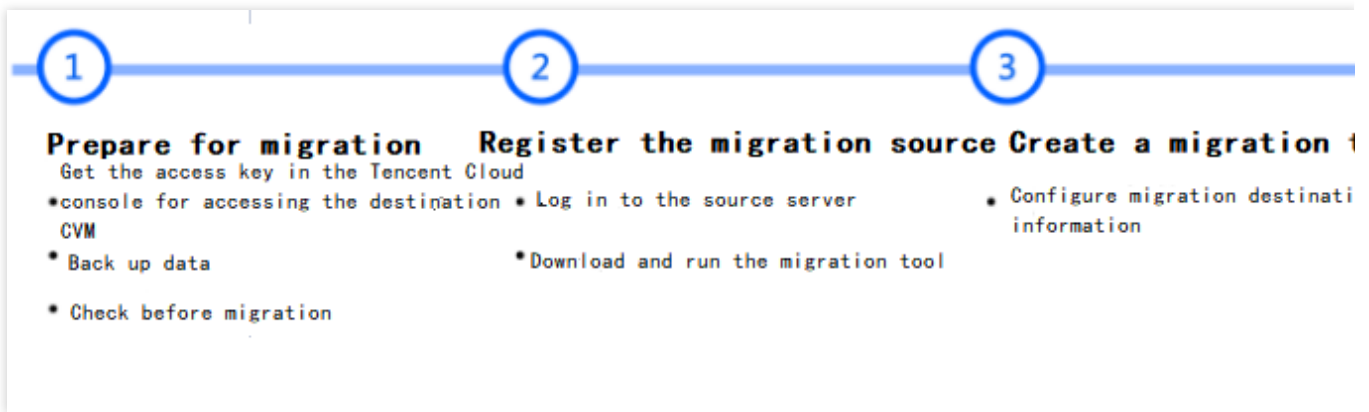 1
2
3
Prepare for migration
Get the access key in the Tencent Cloud
•console for accessing the destination
CVM
• Back up data
• Check before migration
Register the migration source
• Log in to the source server
•Download and run the migration tool
Create a migration
• Configure migration
information